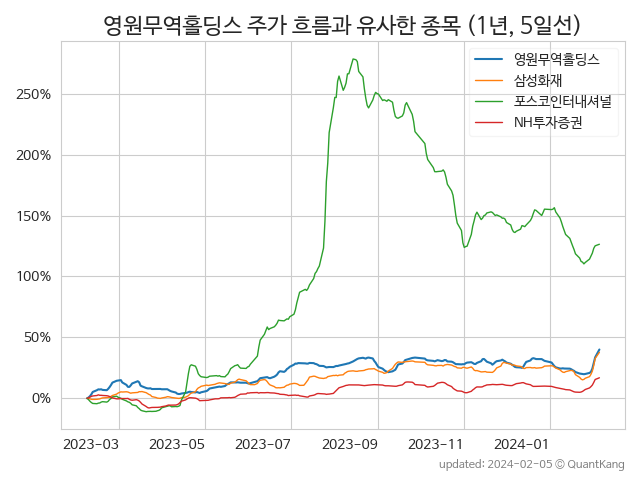 영원무역홀딩스 주가 흐름과 유사한 종목 (1년, 5일선)
영원무역홀딩스
삼성화재
포스코인터내셔널
NH투자증권
250%
200%
150%
100%
50%
0%
2023-03 2023-05 2023-07 2023-09 2023-11 2024-01
updated: 2024-02-05 © QuantKang